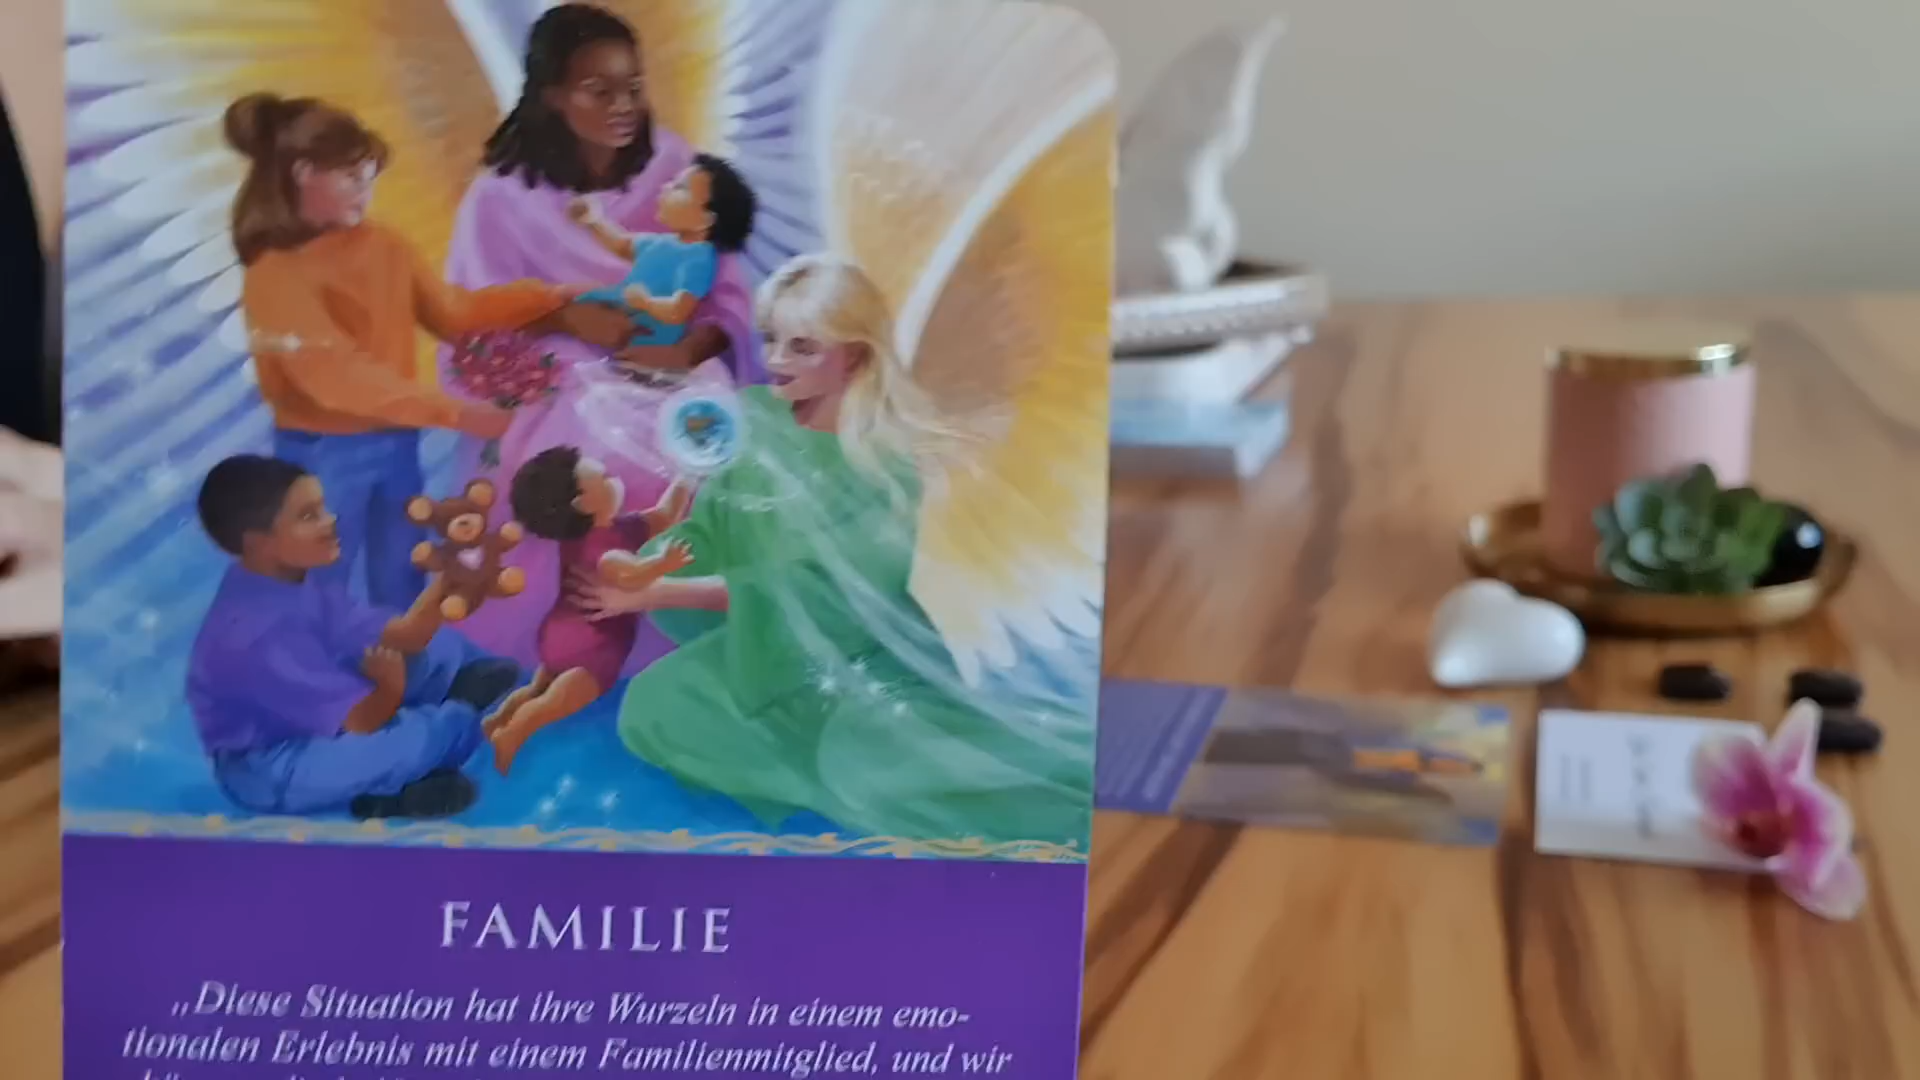 FAMILIE
„Diese Situation hat ihre Wurzeln in einem emo-
tionalen Erlebnis mit einem Familienmitglied, und wir